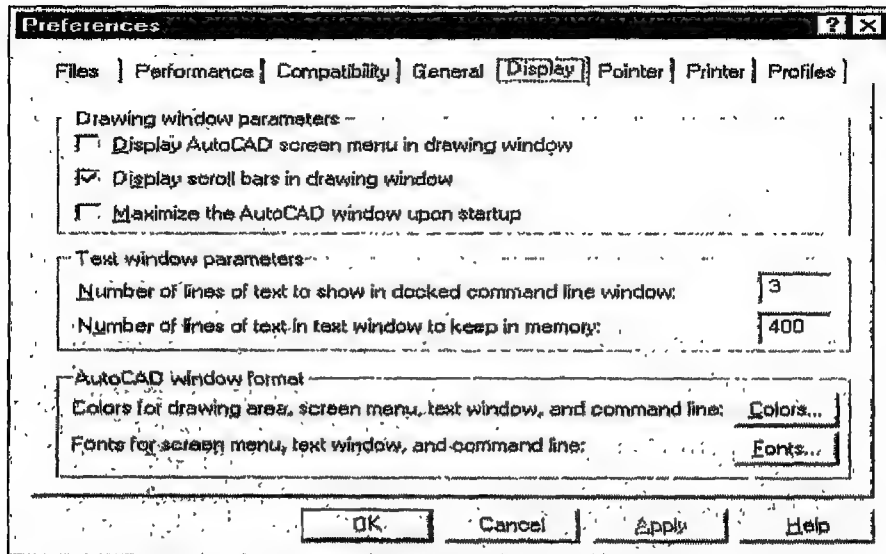 Preferences ? X
Files Performance Compatibility General Display Pointer Printer Profiles
Drawing window parameters
Display AutoCAD screen menu in drawing window
Display scroll bars in drawing window
Maximize the AutoCAD window upon startup
Text window parameters
Number of lines of text to show in docked command line window: 3
Number of lines of text in text window to keep in memory: 400
AutoCAD window format
Colors for drawing area, screen menu, text window, and command line: Colors...
Fonts for screen menu, text window, and command line: Fonts...
OK Cancel Apply Help